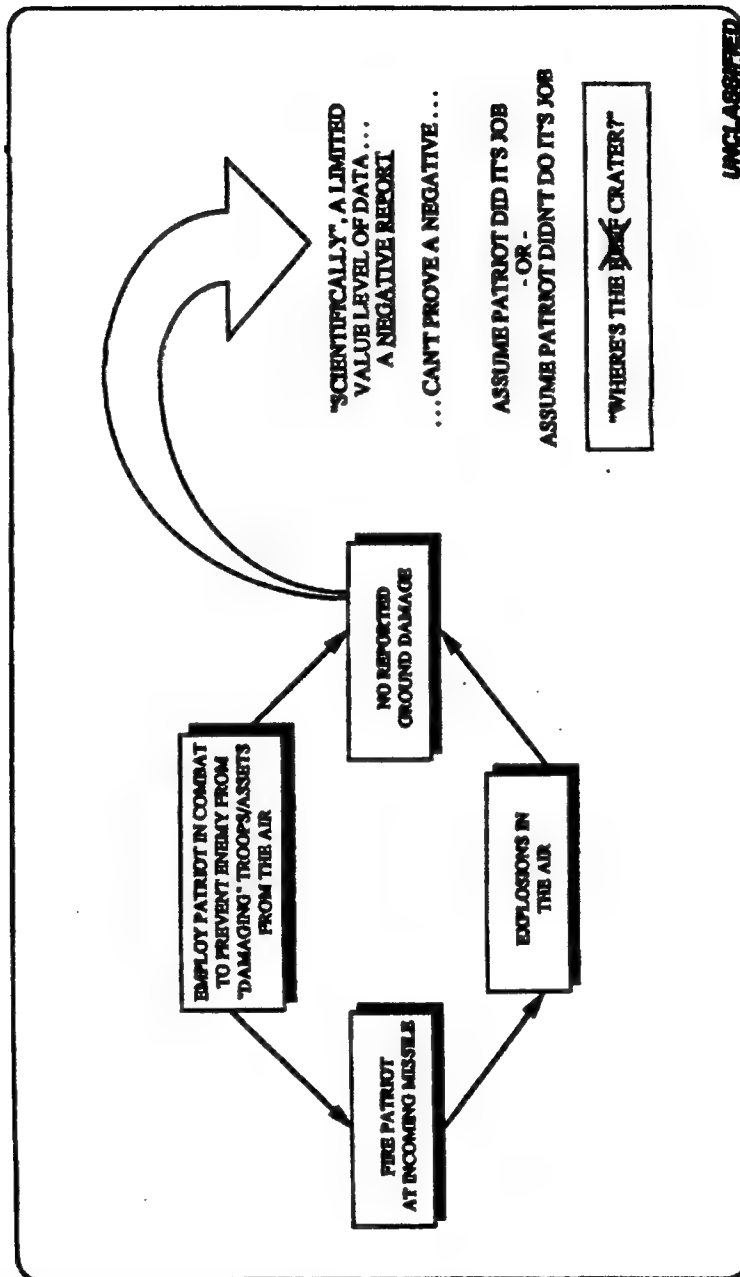 EMPLOY PATRIOT IN COMBAT
TO PREVENT ENEMY FROM
"DAMAGING" TROOPS/ASSETS
FROM THE AIR
FIRE PATRIOT
AT INCOMING MISSILE
EXPLOSIONS IN
THE AIR
NO REPORTED
GROUND DAMAGE
"SCIENTIFICALLY", A LIMITED
VALUE LEVEL OF DATA...
A NEGATIVE REPORT
... CAN'T PROVE A NEGATIVE...
ASSUME PATRIOT DID IT'S JOB
- OR -
ASSUME PATRIOT DIDN'T DO IT'S JOB
"WHERE'S THE BEEF CRATER?"
UNCLASSIFIED